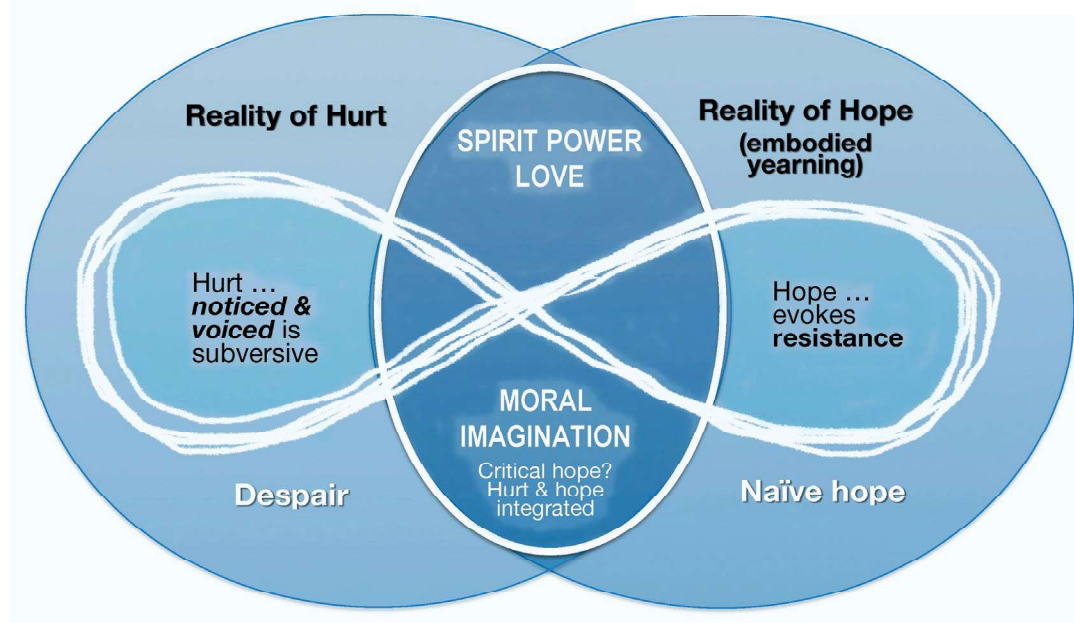 Reality of Hurt
Hurt …
noticed &
voiced is
subversive
Despair
SPIRIT POWER
LOVE
MORAL
IMAGINATION
Critical hope?
Hurt & hope
integrated
Reality of Hope
(embodied
yearning)
Hope …
evokes
resistance
Naïve hope